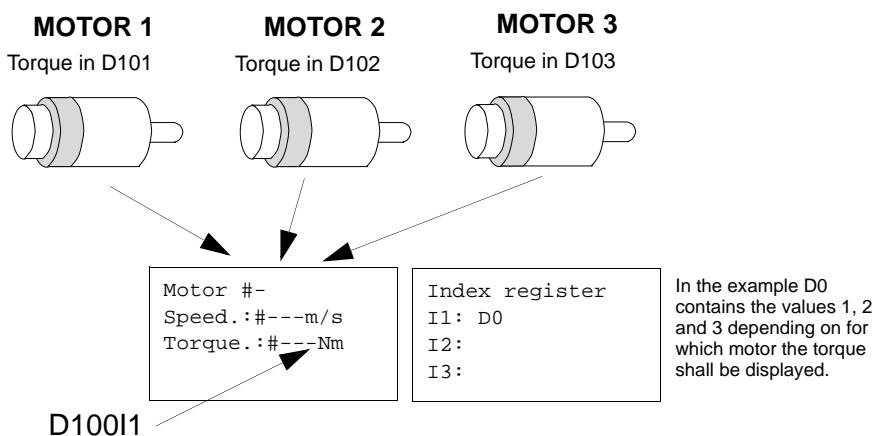 MOTOR 1
MOTOR 2
MOTOR 3
Torque in D101
Torque in D102
Torque in D103
Motor #-
Speed.:#---m/s
Torque.:#---Nm
Index register
I1: D0
I2:
I3:
In the example D0
contains the values 1, 2
and 3 depending on for
which motor the torque
shall be displayed.
D100I1